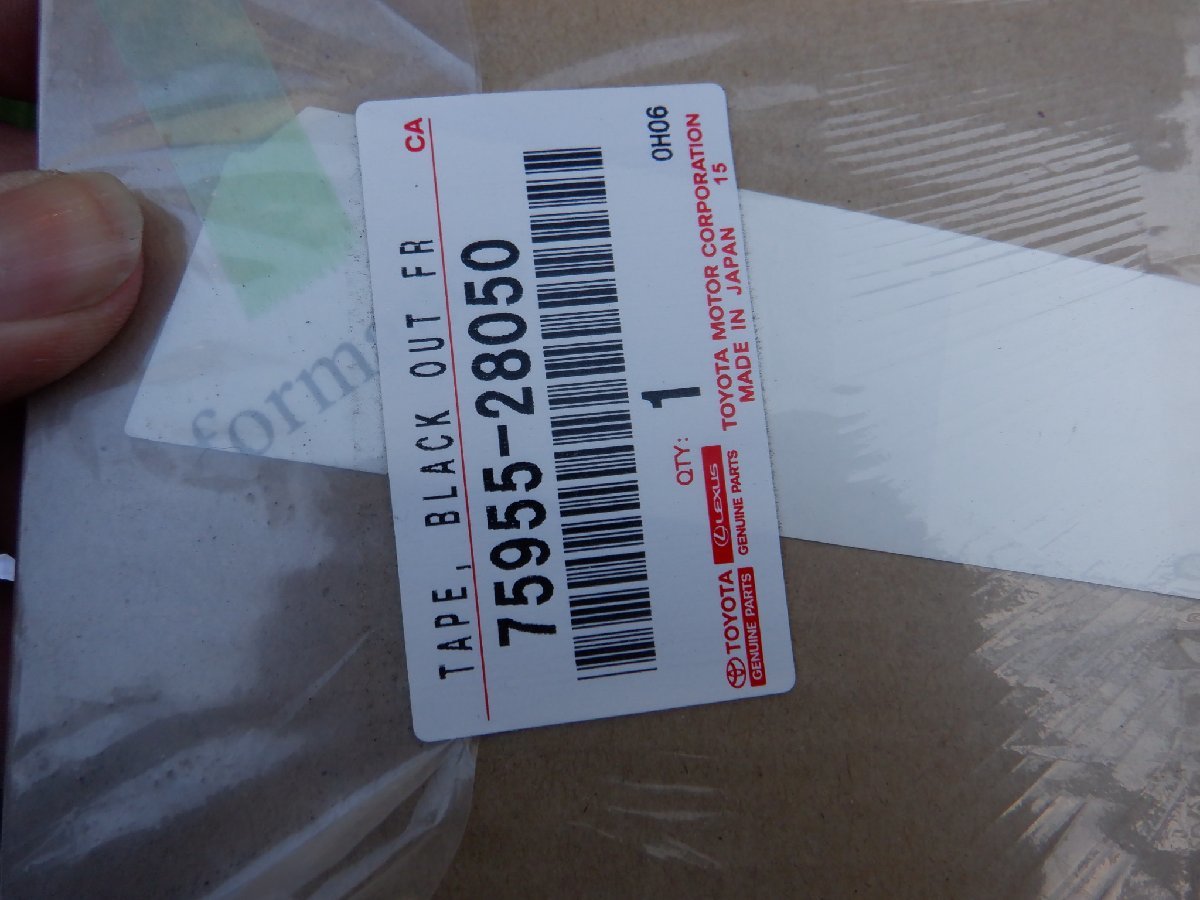 TAPE, BLACK OUT FR CA
75955-28050
QTY: 1 0H06
TOYOTA GENUINE PARTS
LEXUS GENUINE PARTS
TOYOTA MOTOR CORPORATION
MADE IN JAPAN 15
forma